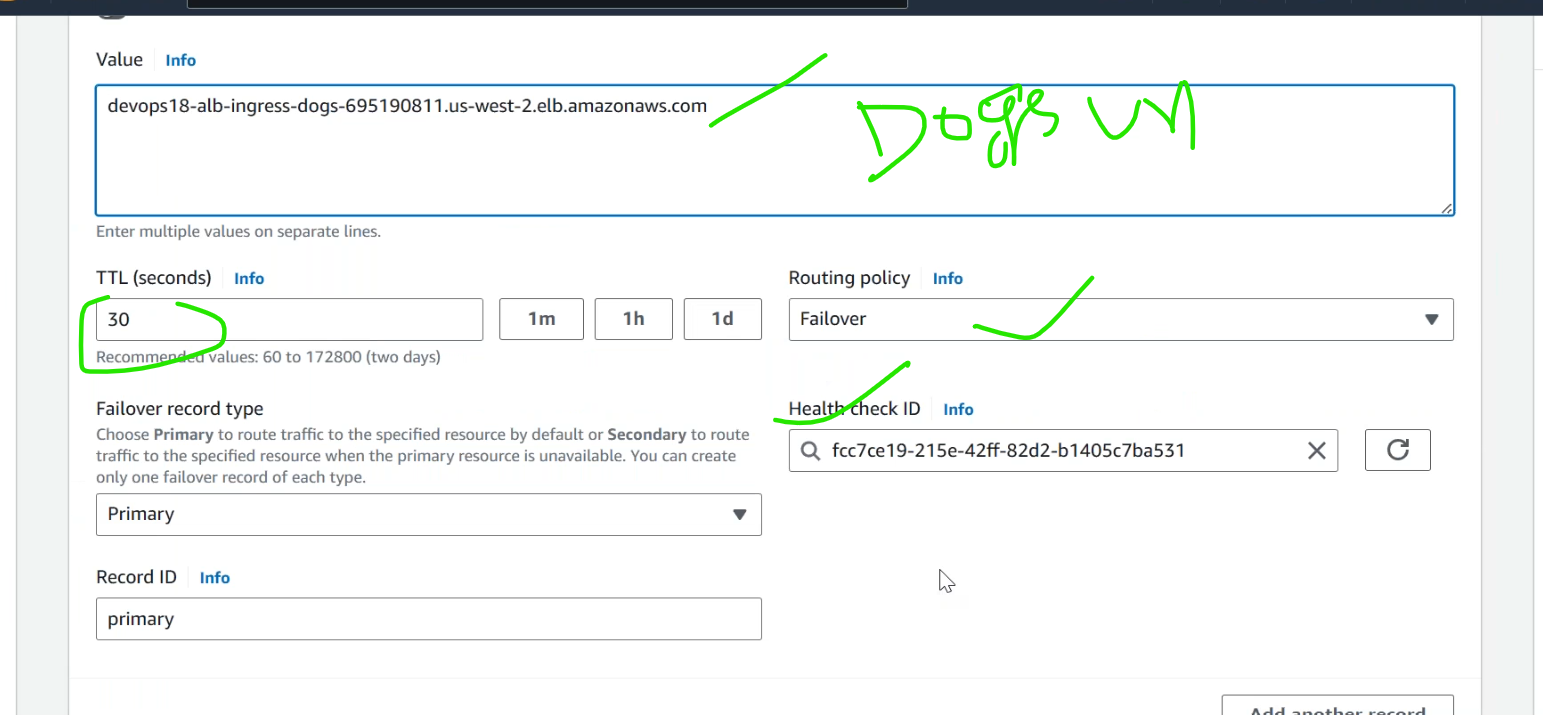 Value Info
devops18-alb-ingress-dogs-695190811.us-west-2.elb.amazonaws.com
Dogs url
Enter multiple values on separate lines.
TTL (seconds) Info
30
1m 1h 1d
Recommended values: 60 to 172800 (two days)
Routing policy Info
Failover
Failover record type
Choose Primary to route traffic to the specified resource by default or Secondary to route
traffic to the specified resource when the primary resource is unavailable. You can create
only one failover record of each type.
Primary
Health check ID Info
fcc7ce19-215e-42ff-82d2-b1405c7ba531
Record ID Info
primary
Add another record